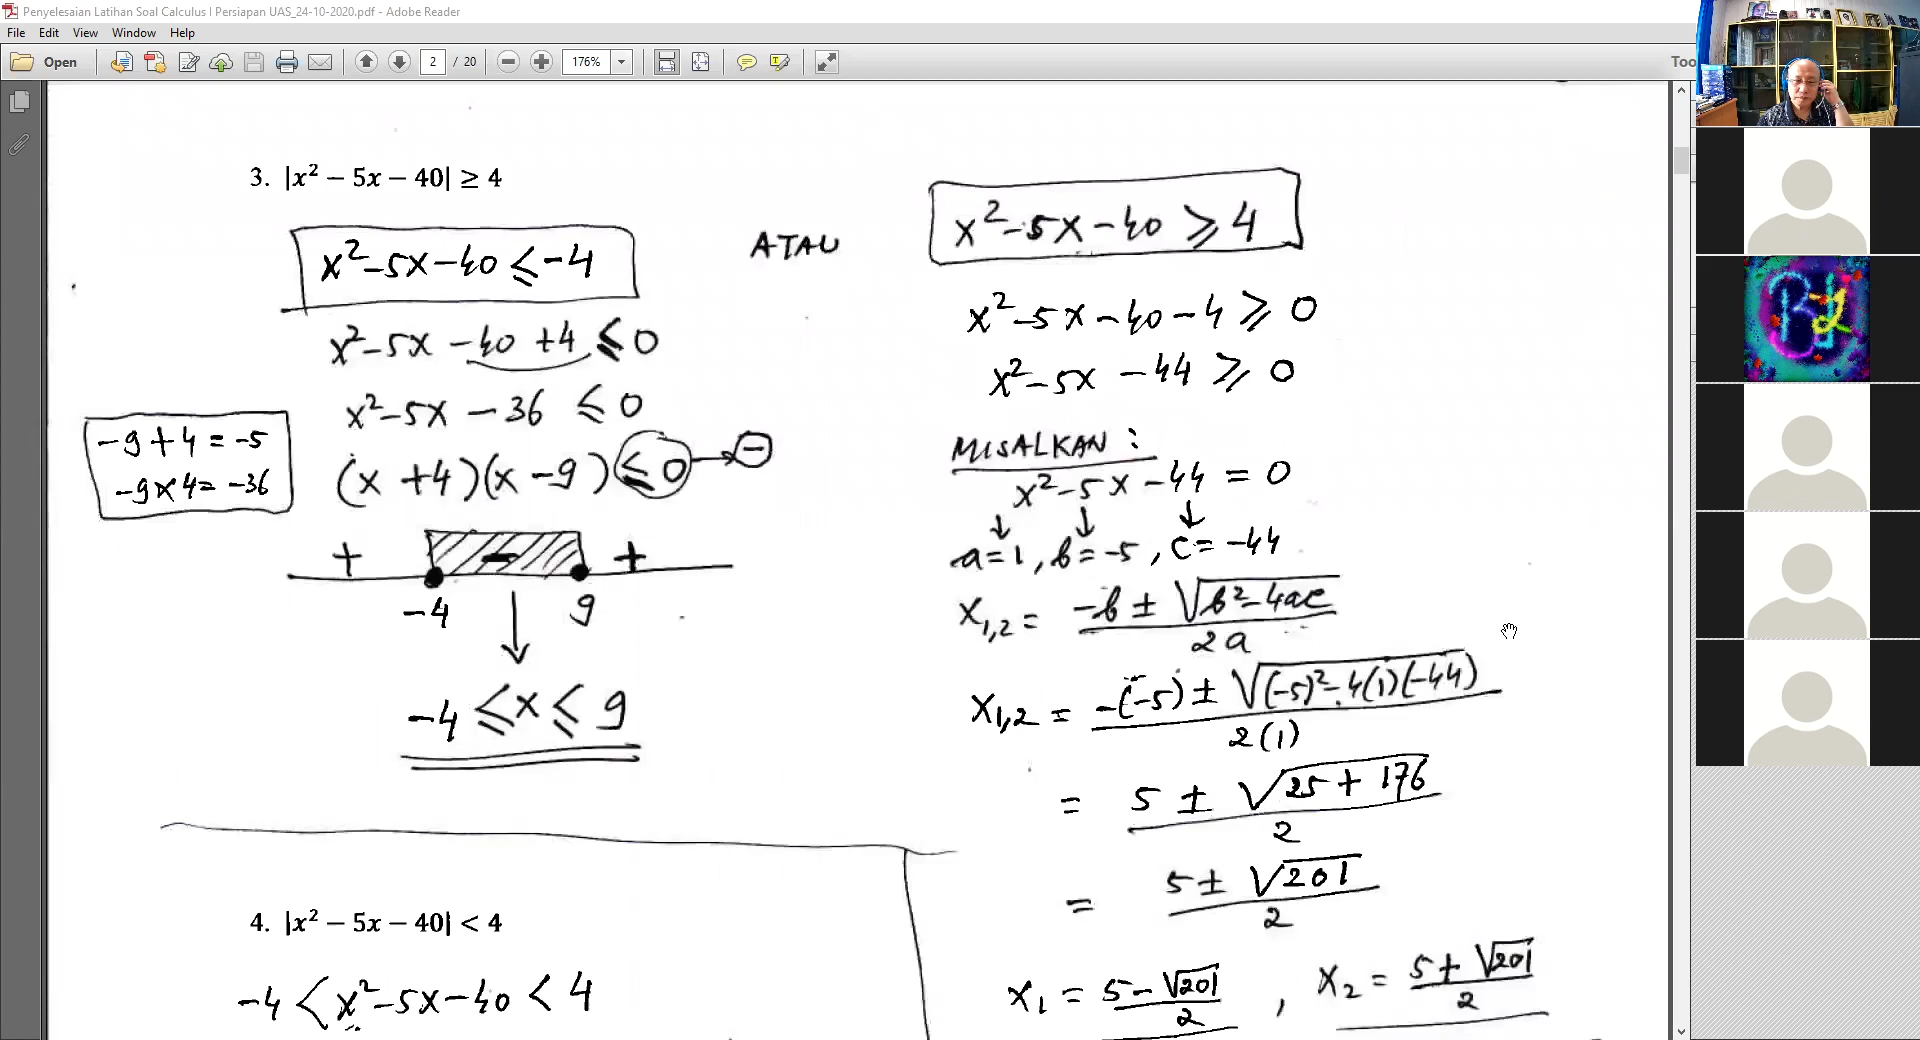 Penyelesaian Latihan Soal Calculus I Persiapan UAS_24-10-2020.pdf - Adobe Reader
File Edit View Window Help
Open 2 / 20 176% Too
3. |x² − 5x − 40| ≥ 4
x²-5x-40 ≤ -4
ATAU
x²-5x-40 ≥ 4
x²-5x -40 +4 ≤ 0
x²-5x - 36 ≤ 0
-9 + 4 = -5
-9 × 4 = -36
(x +4)(x -9) ≤ 0 → -
+ - +
-4 9
-4 ≤ x ≤ 9
x²-5x-40-4 ≥ 0
x²-5x -44 ≥ 0
MISALKAN :
x²-5x-44 = 0
a=1, b=-5, c=-44
x1,2 = (-b ± √(b²-4ac)) / 2a
x1,2 = (-(-5) ± √((-5)²-4(1)(-44))) / 2(1)
= (5 ± √(25 + 176)) / 2
= (5 ± √201) / 2
x1 = (5-√201) / 2 , x2 = (5+√201) / 2
4. |x² − 5x − 40| < 4
-4 < x²-5x-40 < 4